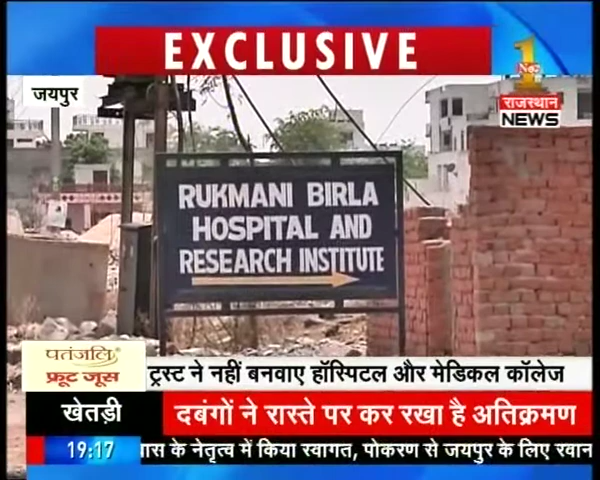 EXCLUSIVE
1
No.
जयपुर
राजस्थान
NEWS
RUKMANI BIRLA
HOSPITAL AND
RESEARCH INSTITUTE
पतंजलि
फ्रूट जूस
ट्रस्ट ने नहीं बनवाए हॉस्पिटल और मेडिकल कॉलेज
खेतड़ी
दबंगों ने रास्ते पर कर रखा है अतिक्रमण
19:17
के नेतृत्व में किया स्वागत, पोकरण से जयपुर के लिए